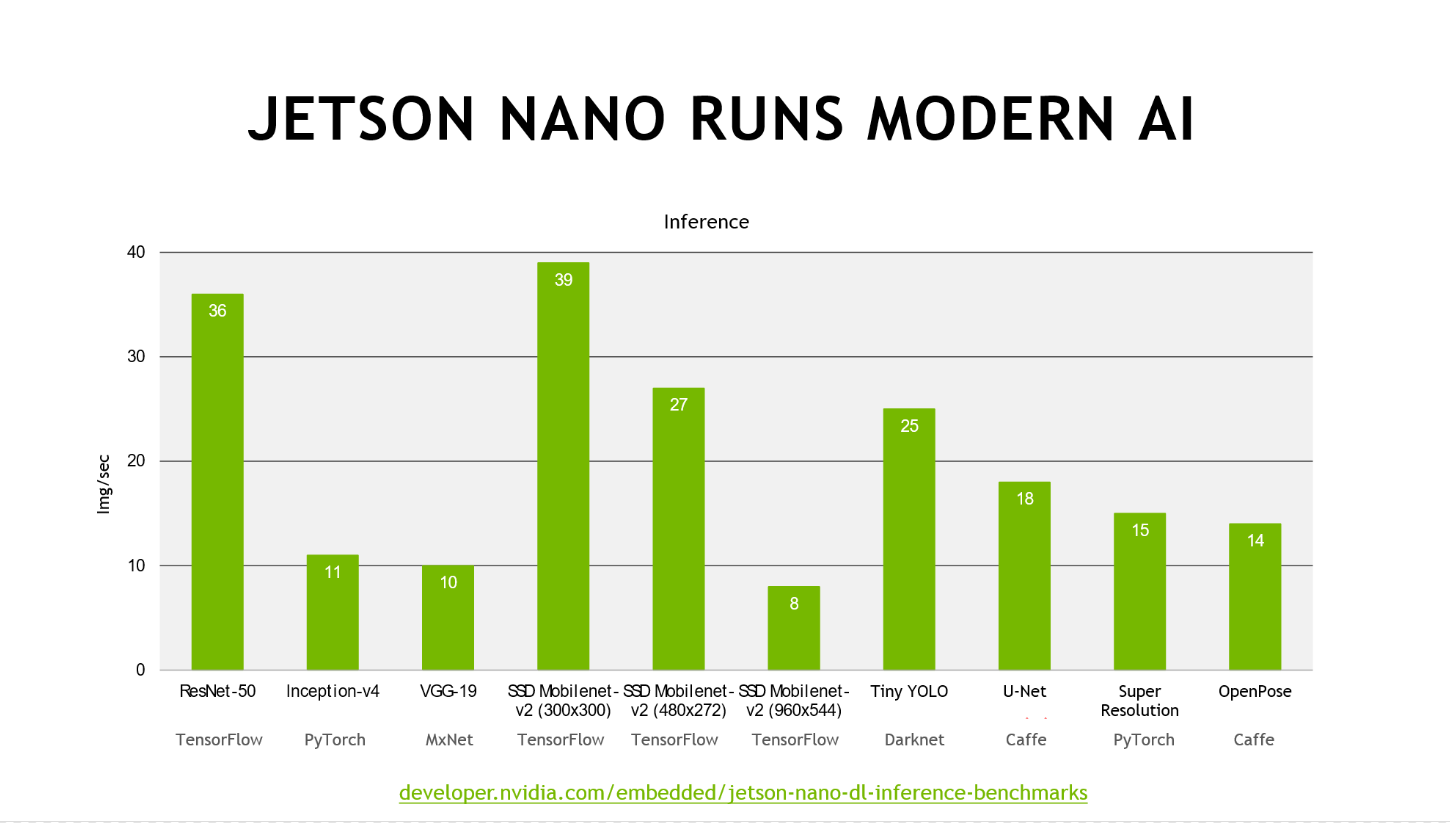 JETSON NANO RUNS MODERN AI
Inference
Img/sec
40
30
20
10
0
36
11
10
39
27
8
25
18
15
14
ResNet-50 Inception-v4 VGG-19 SSD Mobilenet- SSD Mobilenet- SSD Mobilenet- Tiny YOLO U-Net Super OpenPose
v2 (300x300) v2 (480x272) v2 (960x544) Resolution
TensorFlow PyTorch MxNet TensorFlow TensorFlow TensorFlow Darknet Caffe PyTorch Caffe
developer.nvidia.com/embedded/jetson-nano-dl-inference-benchmarks